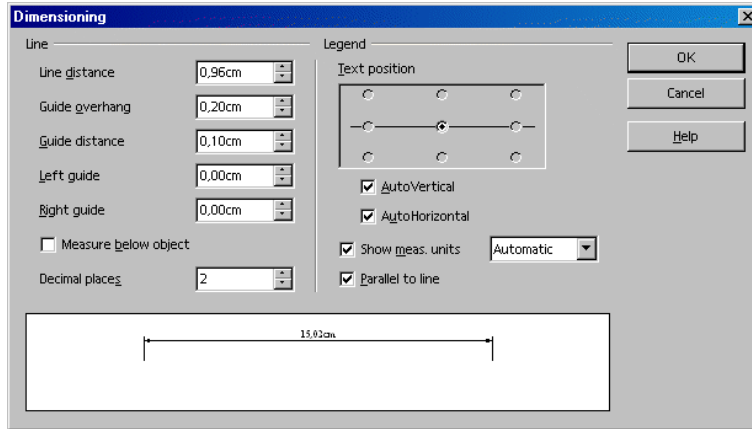 Dimensioning
Line
Line distance 0,96cm
Guide overhang 0,20cm
Guide distance 0,10cm
Left guide 0,00cm
Right guide 0,00cm
Measure below object
Decimal places 2
Legend
Text position
AutoVertical
AutoHorizontal
Show meas. units Automatic
Parallel to line
OK
Cancel
Help
15,02cm